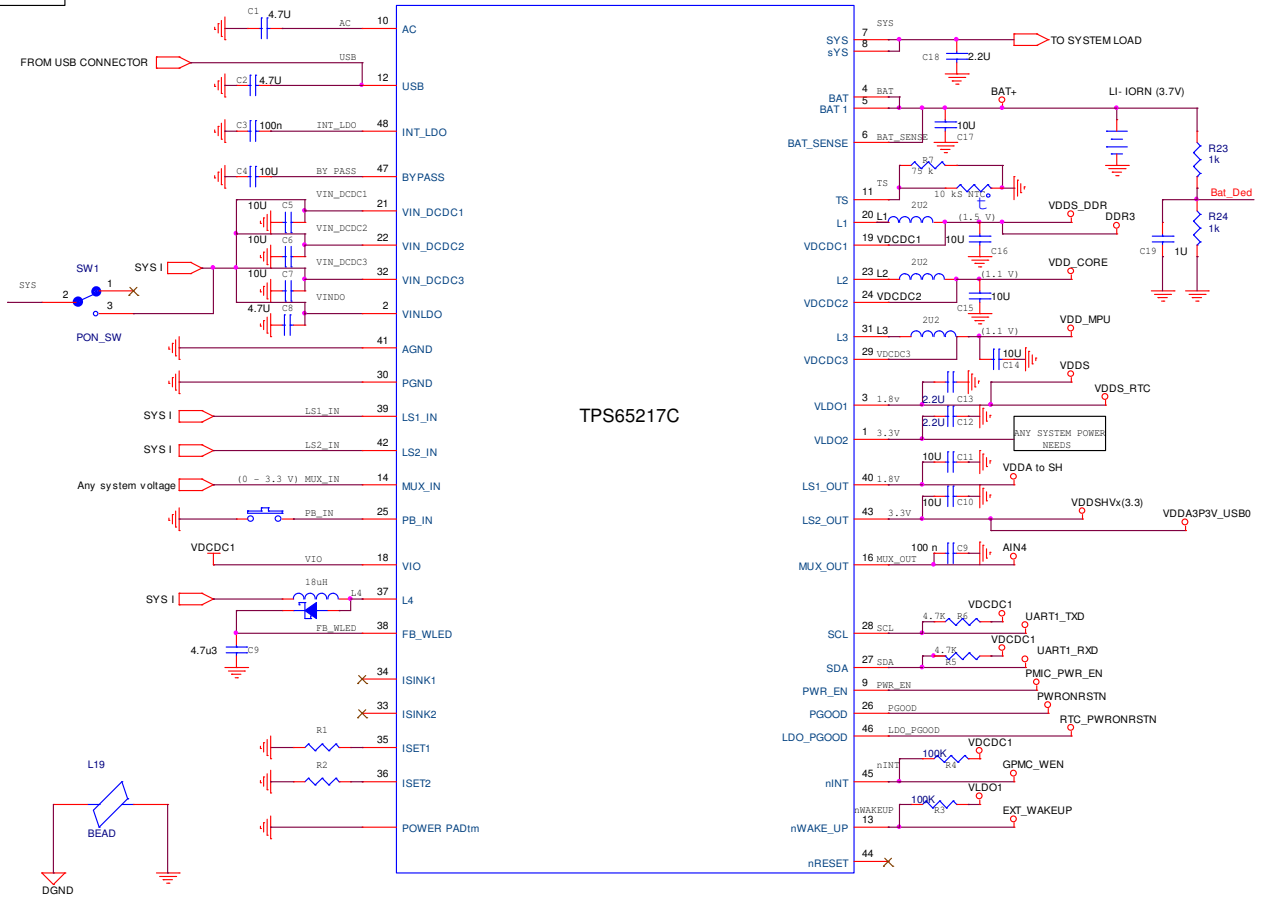 C1 4.7U
AC 10 AC
FROM USB CONNECTOR
USB
C2 4.7U
12 USB
C3 100n INT_LDO 48 INT_LDO
C4 10U BY PASS 47 BYPASS
VIN_DCDC1
10U C5 21 VIN_DCDC1
VIN_DCDC2
10U C6 22 VIN_DCDC2
VIN_DCDC3
SYS I
10U C7 32 VIN_DCDC3
VINDO
4.7U C8 2 VINLDO
SW1
SYS 2 1
3
PON_SW
41 AGND
30 PGND
SYS I LS1_IN 39 LS1_IN
SYS I LS2_IN 42 LS2_IN
Any system voltage (0 - 3.3 V) MUX_IN 14 MUX_IN
PB_IN 25 PB_IN
VDCDC1
VIO 18 VIO
18uH
SYS I L4 37 L4
FB_WLED 38 FB_WLED
4.7u3 C9
34 ISINK1
33 ISINK2
R1 35 ISET1
R2 36 ISET2
POWER PADtm
L19
BEAD
DGND
TPS65217C
SYS
SYS 7
sYS 8
TO SYSTEM LOAD
C18 2.2U
BAT 4 BAT
BAT 1 5
BAT+
LI- IORN (3.7V)
10U
C17
BAT_SENSE 6 BAT_SENSE
R23
1k
R7
75 k
TS
10 kS NTC
t
TS 11
Bat_Ded
R24
1k
C19 1U
L1 20 L1 2U2 (1.5 V)
VDDS_DDR
DDR3
VDCDC1 19 VDCDC1 10U C16
L2 23 L2 2U2 (1.1 V)
VDD_CORE
VDCDC2 24 VDCDC2 10U
C15
L3 31 L3 2U2 (1.1 V)
VDD_MPU
VDCDC3 29 VDCDC3 10U
C14
VDDS
VDDS_RTC
VLDO1 3 1.8v 2.2U C13
2.2U C12
VLDO2 1 3.3V
ANY SYSTEM POWER
NEEDS
10U C11
VDDA to SH
LS1_OUT 40 1.8V
10U C10
LS2_OUT 43 3.3V
VDDSHVx(3.3)
VDDA3P3V_USB0
100 n C9
AIN4
MUX_OUT 16 MUX_OUT
VDCDC1
4.7K R6
UART1_TXD
SCL 28 SCL
VDCDC1
4.7K R5
UART1_RXD
SDA 27 SDA
PMIC_PWR_EN
PWR_EN 9 PWR_EN
PWRONRSTN
PGOOD 26 PGOOD
RTC_PWRONRSTN
LDO_PGOOD 46 LDO_PGOOD
VDCDC1
100K R4
nINT
GPMC_WEN
nINT 45
VLDO1
100K R3
nWAKEUP
EXT_WAKEUP
nWAKE_UP 13
nRESET 44